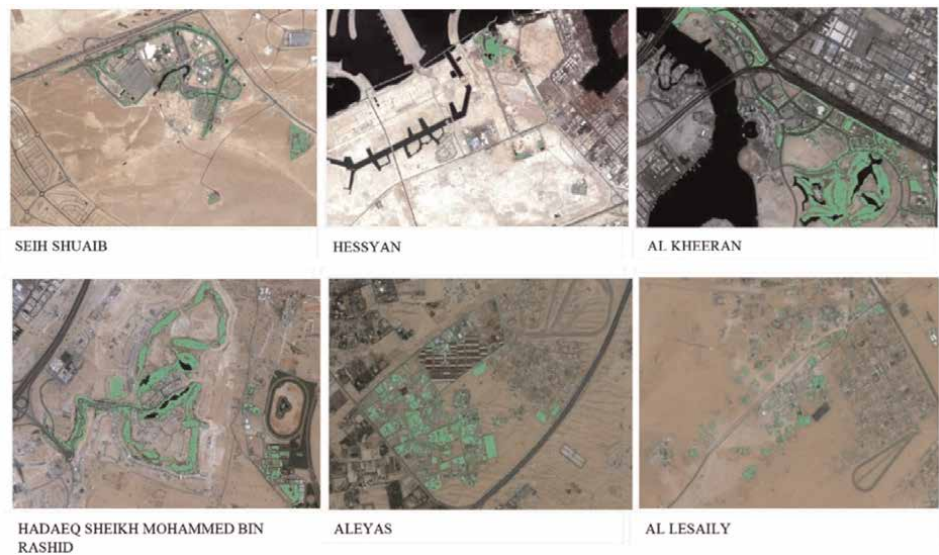 SEIH SHUAIB
HESSYAN
AL KHEERAN
HADAEQ SHEIKH MOHAMMED BIN
RASHID
ALEYAS
AL LESAILY